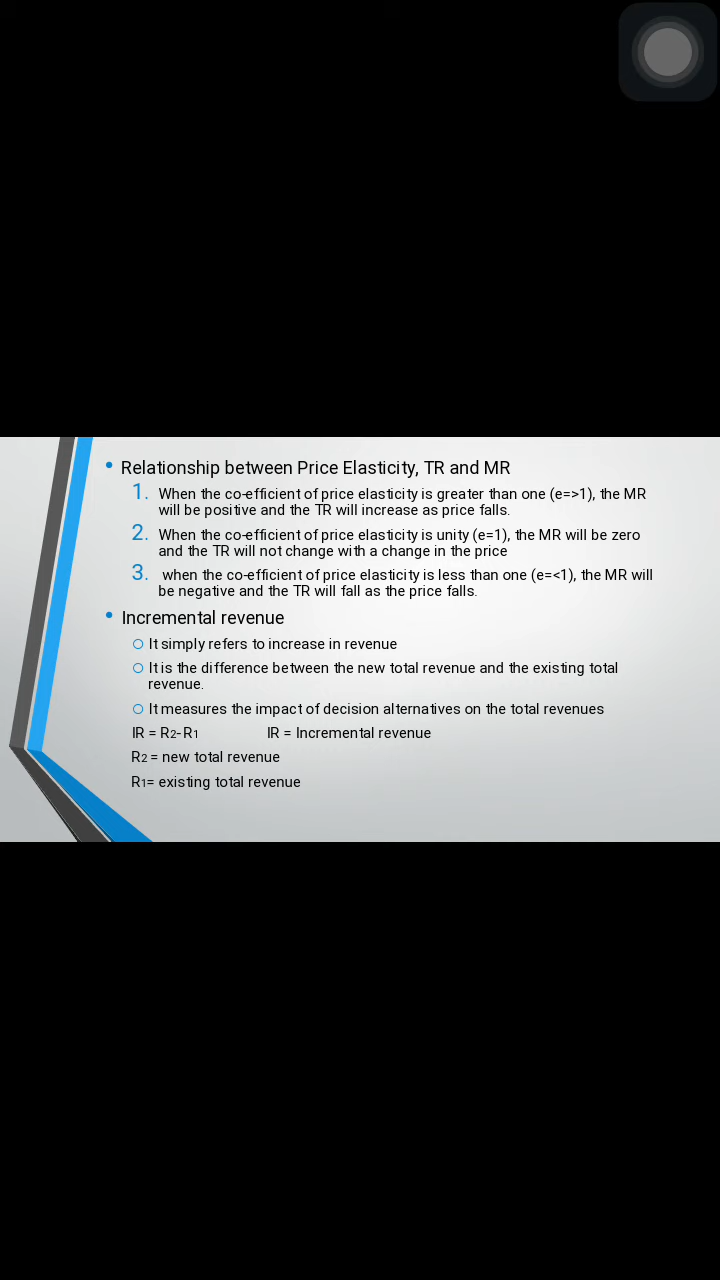 • Relationship between Price Elasticity, TR and MR
1. When the co-efficient of price elasticity is greater than one (e=>1), the MR
will be positive and the TR will increase as price falls.
2. When the co-efficient of price elasticity is unity (e=1), the MR will be zero
and the TR will not change with a change in the price
3. when the co-efficient of price elasticity is less than one (e=<1), the MR will
be negative and the TR will fall as the price falls.
• Incremental revenue
○ It simply refers to increase in revenue
○ It is the difference between the new total revenue and the existing total
revenue.
○ It measures the impact of decision alternatives on the total revenues
IR = R2-R1 IR = Incremental revenue
R2 = new total revenue
R1= existing total revenue